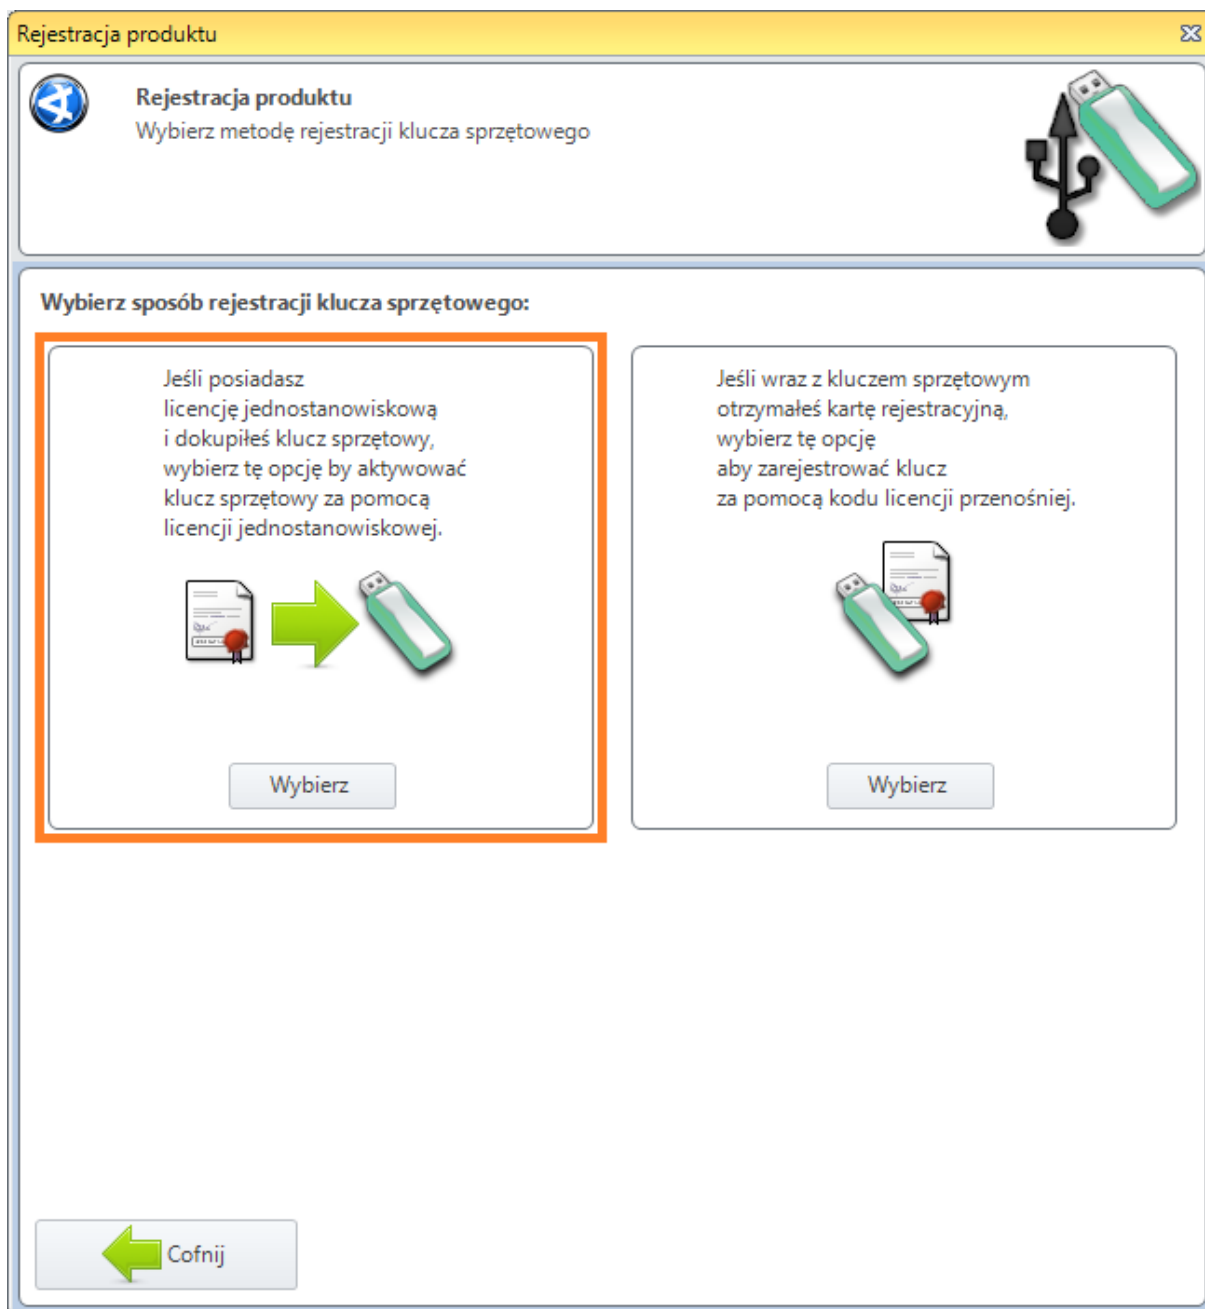 Rejestracja produktu
Rejestracja produktu
Wybierz metodę rejestracji klucza sprzętowego
Wybierz sposób rejestracji klucza sprzętowego:
Jeśli posiadasz
licencję jednostanowiskową
i dokupiłeś klucz sprzętowy,
wybierz tę opcję by aktywować
klucz sprzętowy za pomocą
licencji jednostanowiskowej.
Wybierz
Jeśli wraz z kluczem sprzętowym
otrzymałeś kartę rejestracyjną,
wybierz tę opcję
aby zarejestrować klucz
za pomocą kodu licencji przenośniej.
Wybierz
Cofnij